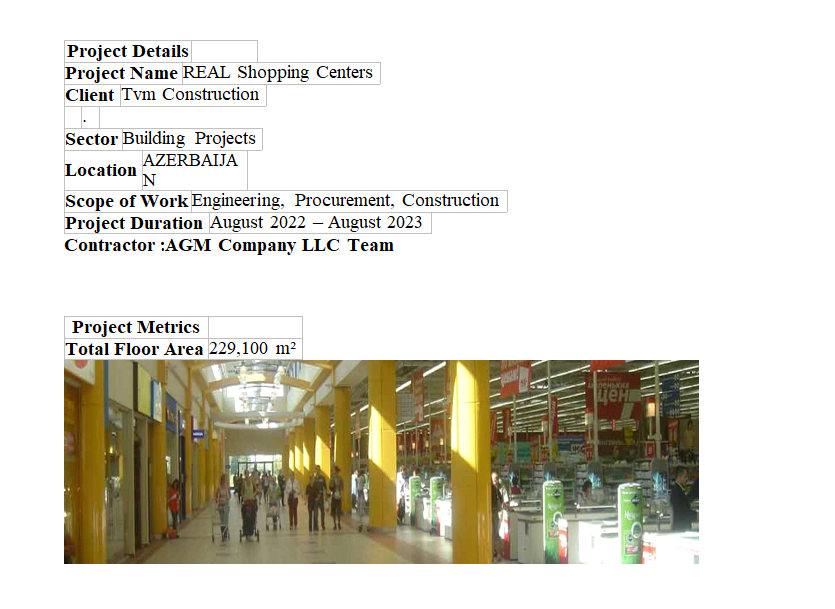 Project Details
Project Name REAL Shopping Centers
Client Tvm Construction
.
Sector Building Projects
Location AZERBAIJA
N
Scope of Work Engineering, Procurement, Construction
Project Duration August 2022 – August 2023
Contractor :AGM Company LLC Team
Project Metrics
Total Floor Area 229,100 m²
маленьких
цен